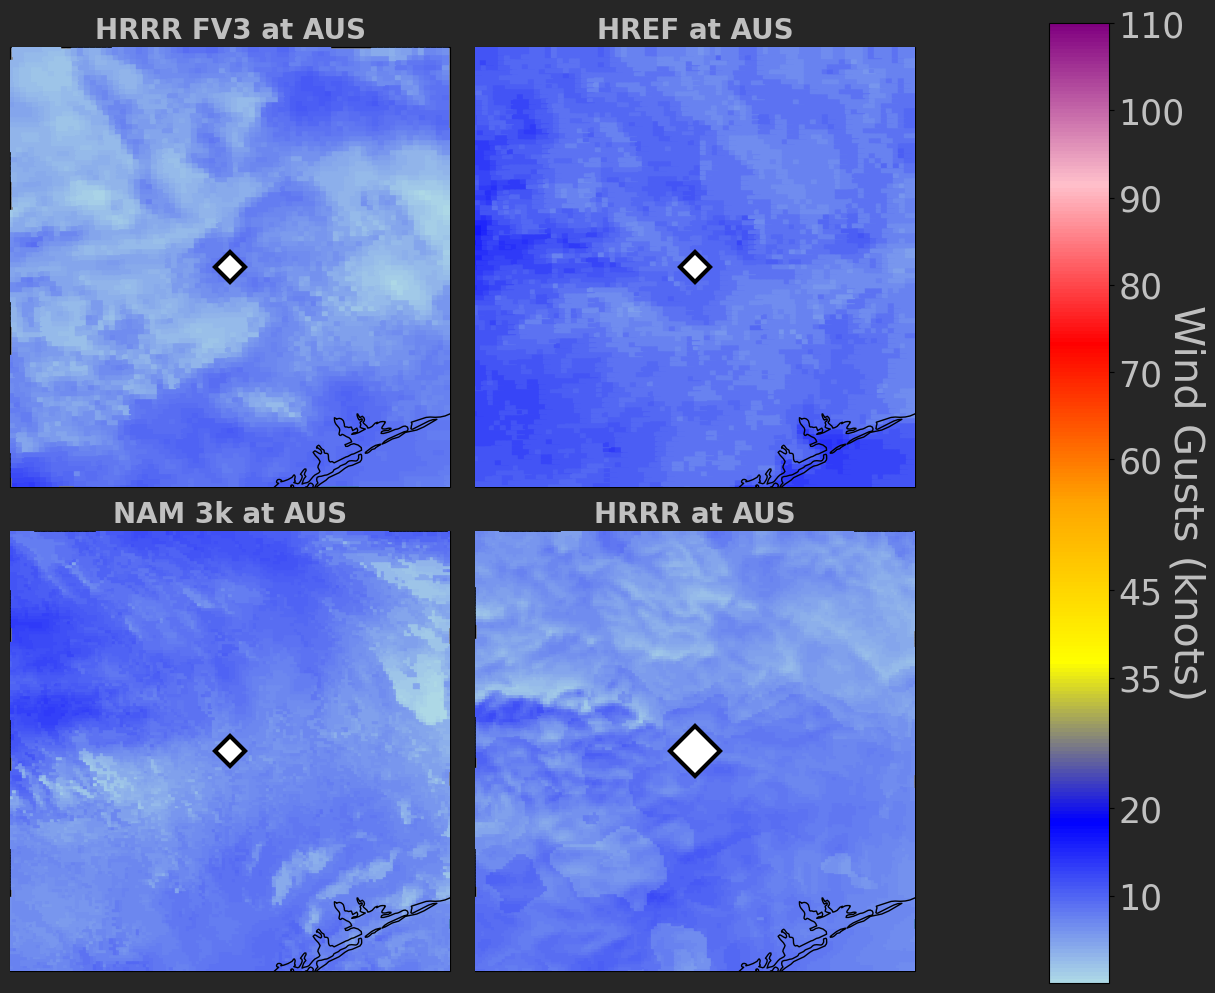 HRRR FV3 at AUS
HREF at AUS
NAM 3k at AUS
HRRR at AUS
110
100
90
80
70
60
45
35
20
10
Wind Gusts (knots)